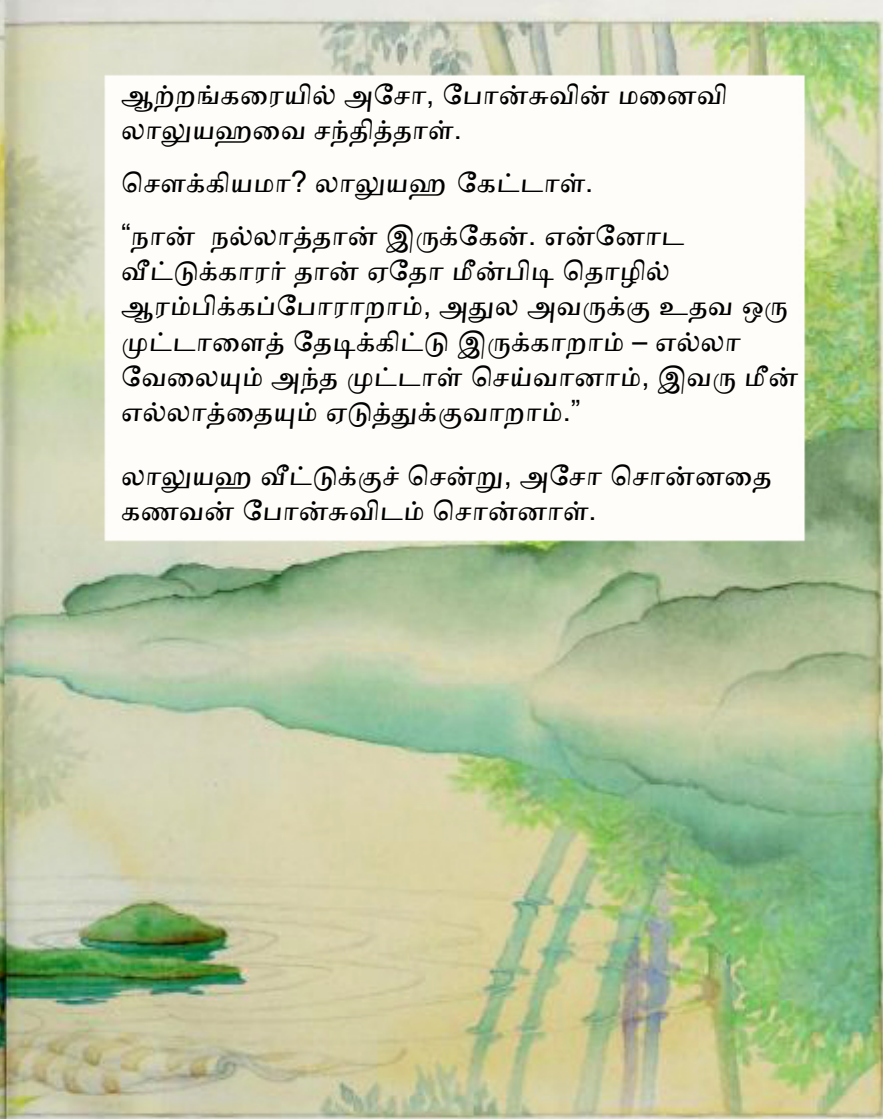 ஆற்றங்கரையில் அசோ, போன்சுவின் மனைவி
லாலுயஹவை சந்தித்தாள்.
சௌக்கியமா? லாலுயஹ கேட்டாள்.
“நான் நல்லாத்தான் இருக்கேன். என்னோட
வீட்டுக்காரர் தான் ஏதோ மீன்பிடி தொழில்
ஆரம்பிக்கப்போராறாம், அதுல அவருக்கு உதவ ஒரு
முட்டாளைத் தேடிக்கிட்டு இருக்காறாம் – எல்லா
வேலையும் அந்த முட்டாள் செய்வானாம், இவரு மீன்
எல்லாத்தையும் ஏடுத்துக்குவாறாம்.”
லாலுயஹ வீட்டுக்குச் சென்று, அசோ சொன்னதை
கணவன் போன்சுவிடம் சொன்னாள்.